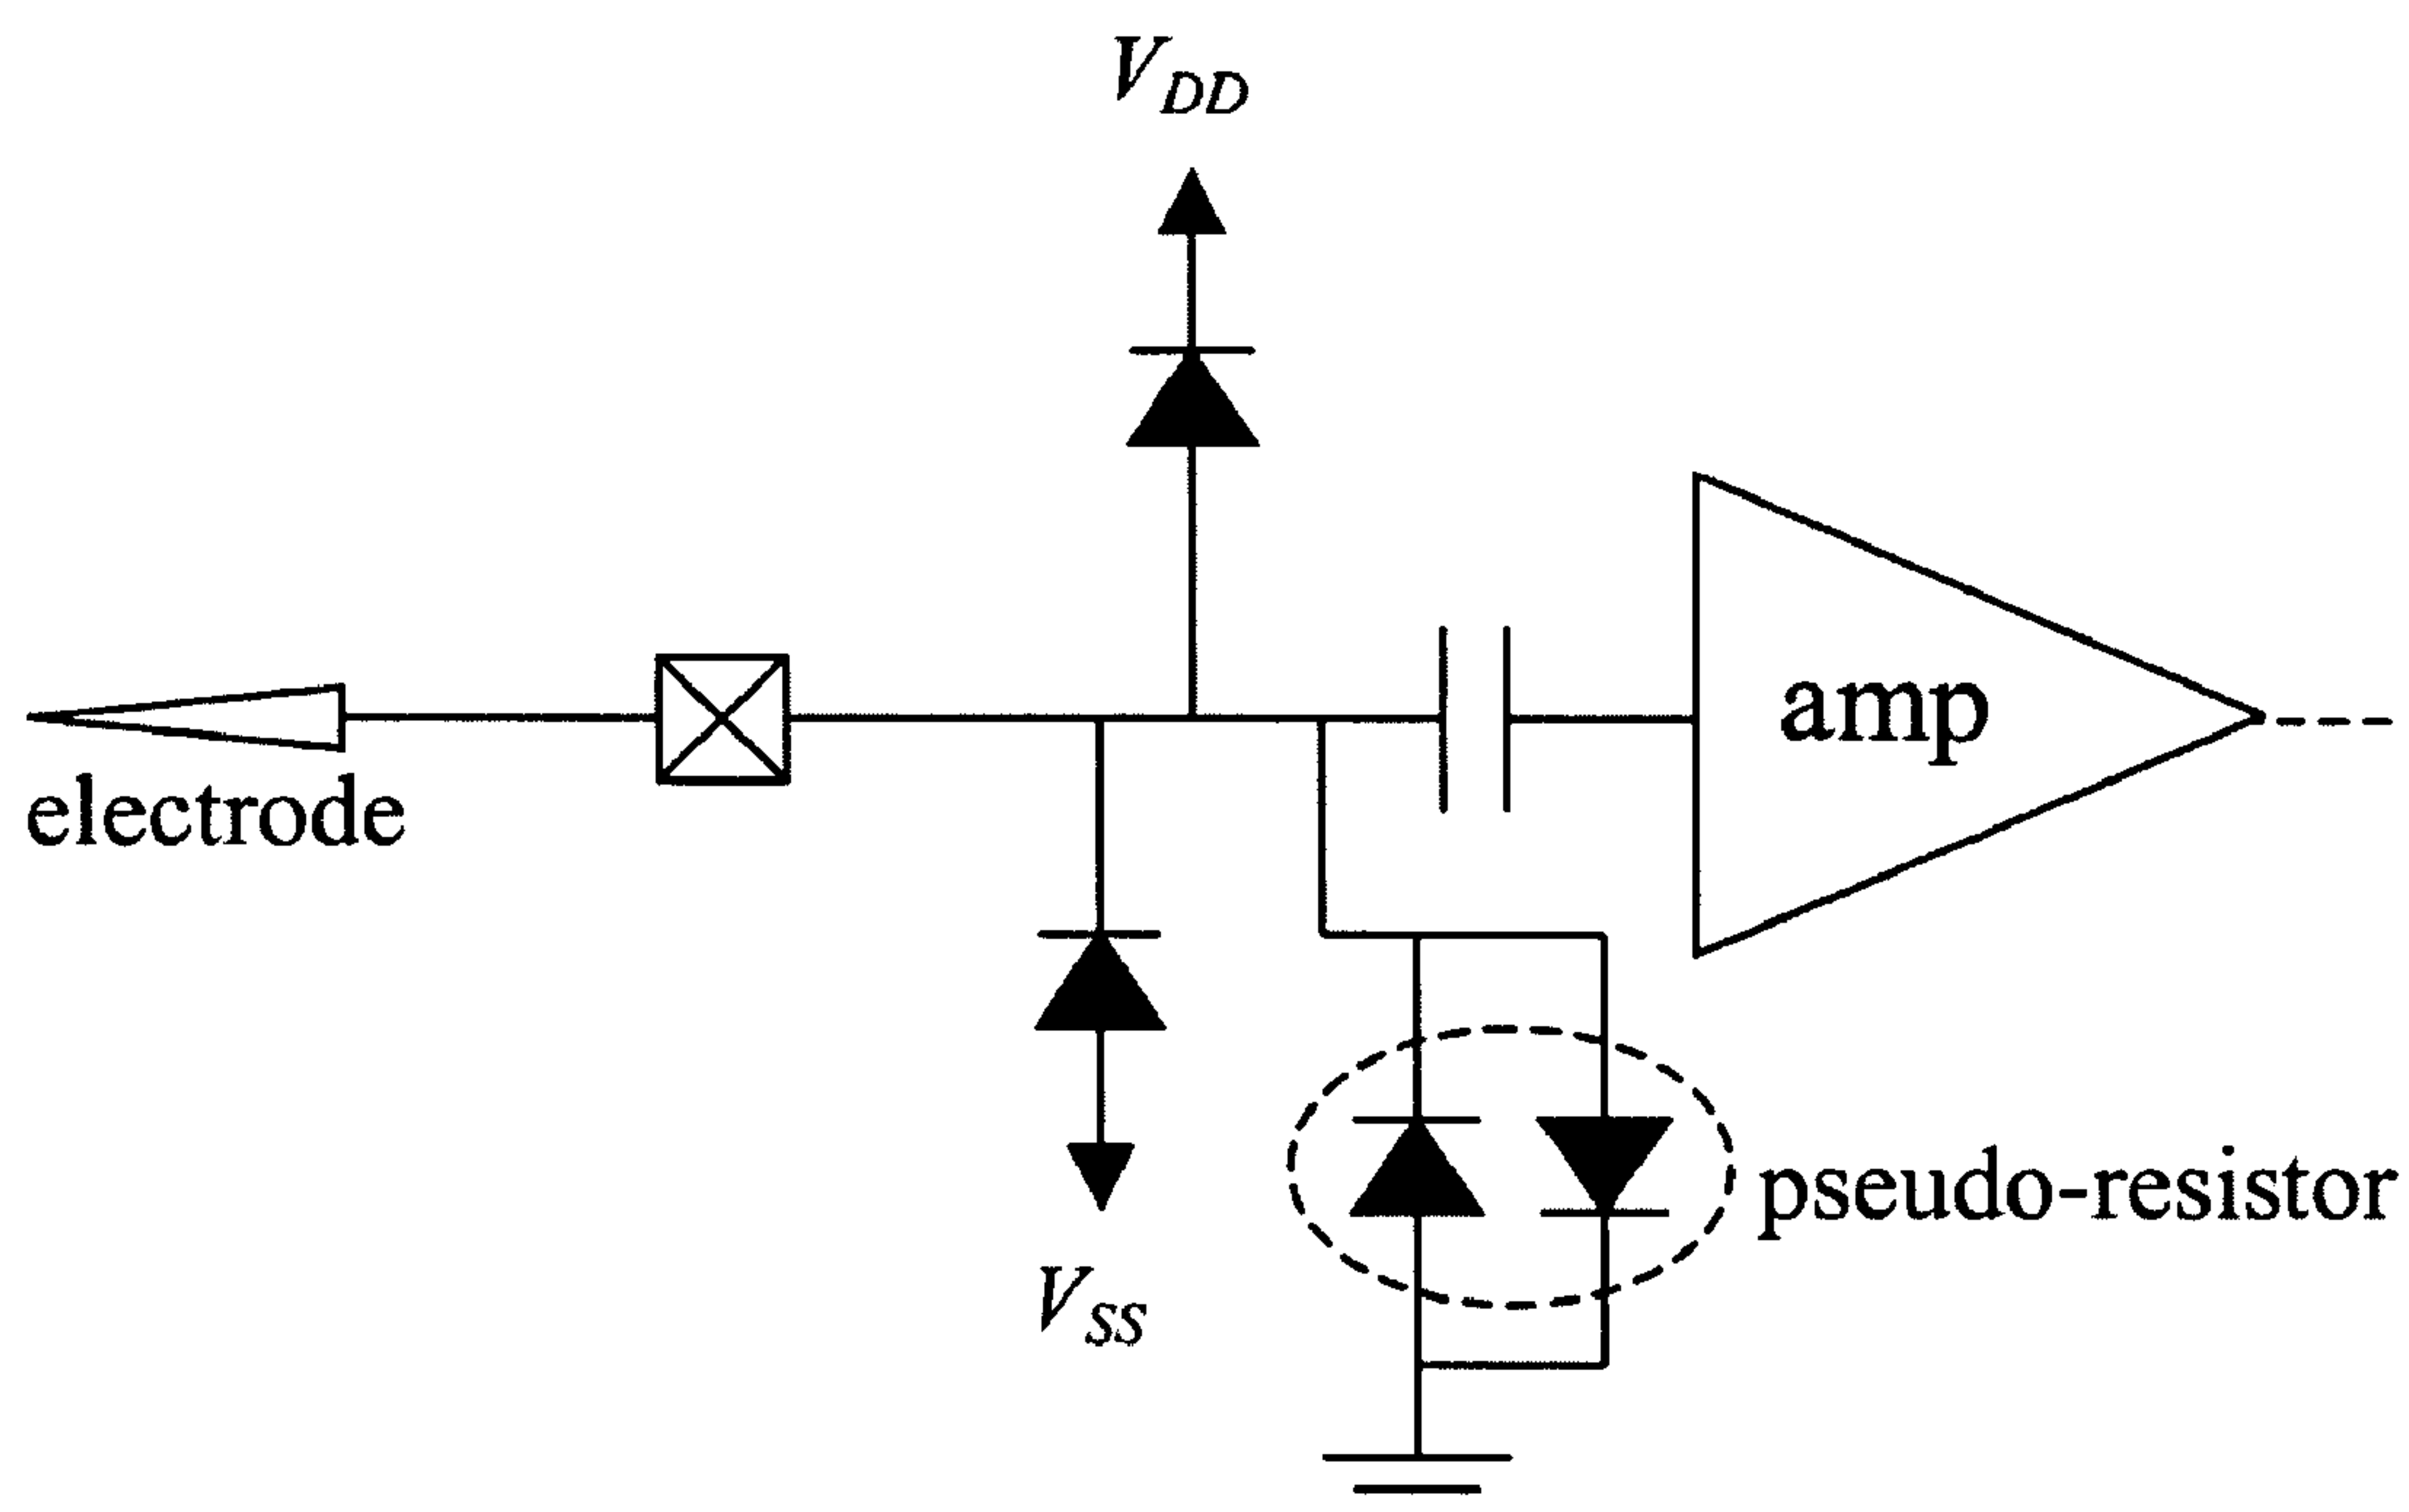 V_DD
amp
electrode
pseudo-resistor
V_SS